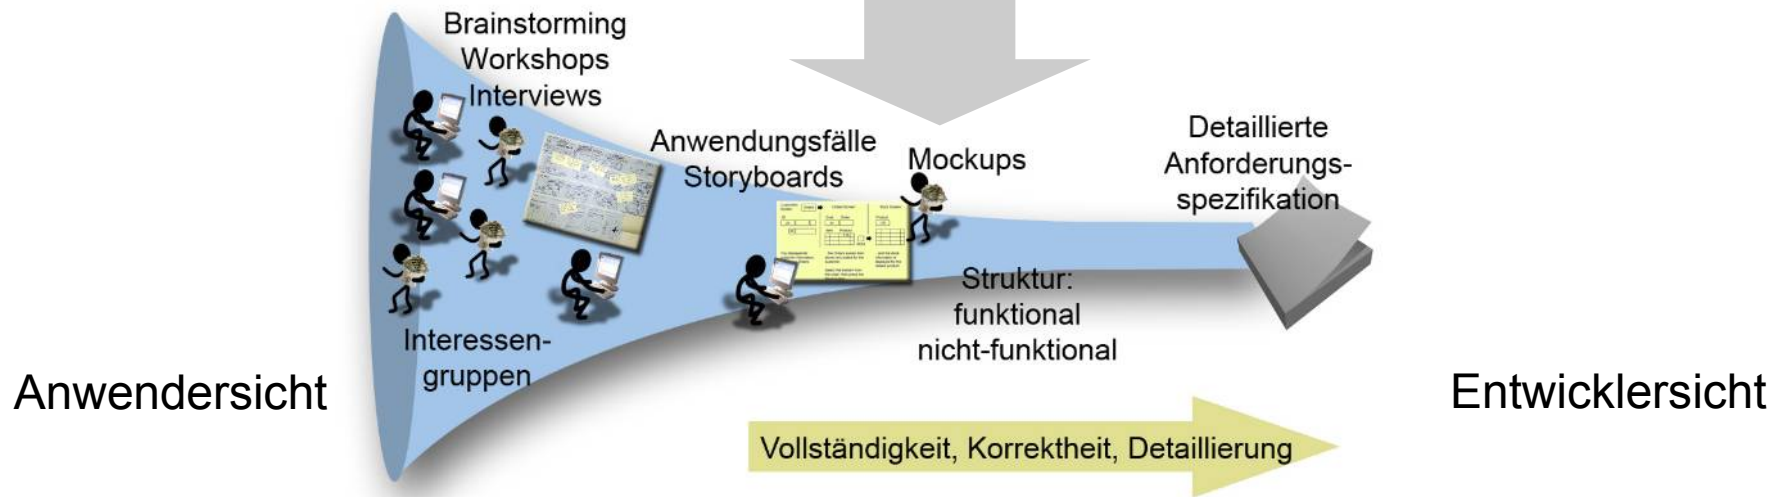 Brainstorming
Workshops
Interviews
Anwendungsfälle
Storyboards
Mockups
Detaillierte
Anforderungs-
spezifikation
Struktur:
funktional
nicht-funktional
Interessen-
gruppen
Anwendersicht
Entwicklersicht
Vollständigkeit, Korrektheit, Detaillierung